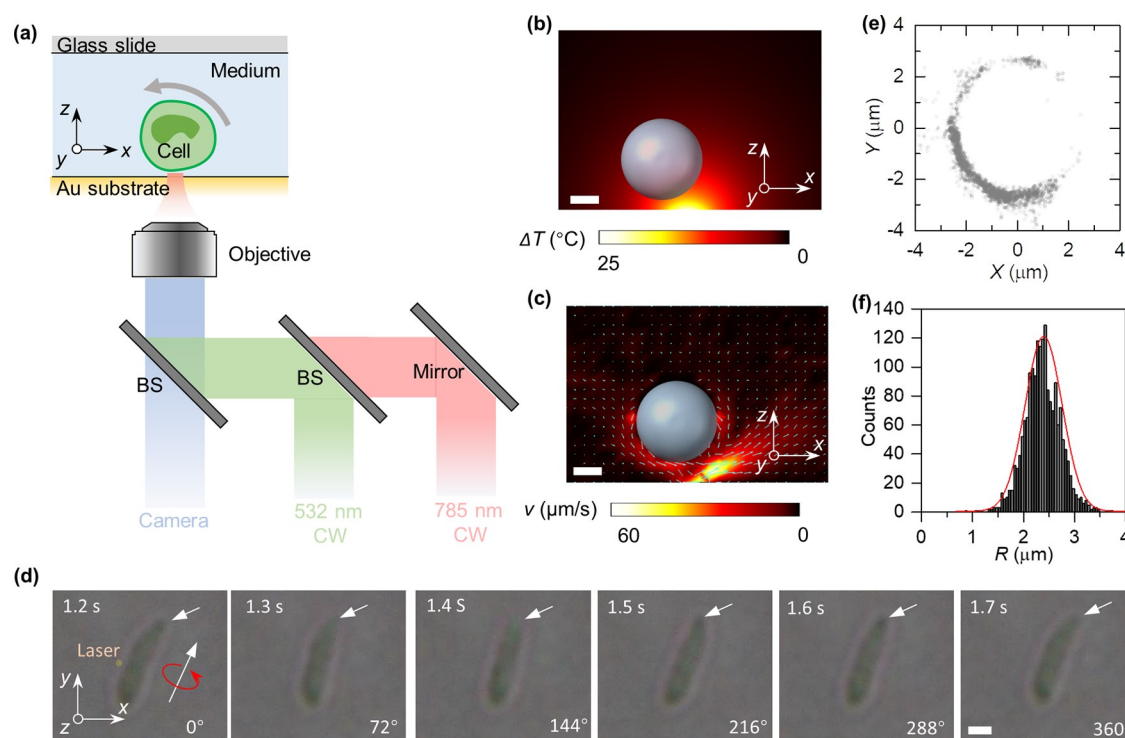 (a)
Glass slide
Medium
z
y
x
Cell
Au substrate
Objective
BS
BS
Mirror
Camera
532 nm
CW
785 nm
CW
(b)
z
y
x
ΔT (°C)
25
0
(c)
z
y
x
v (µm/s)
60
0
(e)
4
2
0
-2
-4
Y (µm)
-4
-2
0
2
4
X (µm)
(f)
140
120
100
80
60
40
20
0
Counts
0
1
2
3
4
R (µm)
(d)
1.2 s
Laser
y
z
x
0°
1.3 s
72°
1.4 S
144°
1.5 s
216°
1.6 s
288°
1.7 s
360°